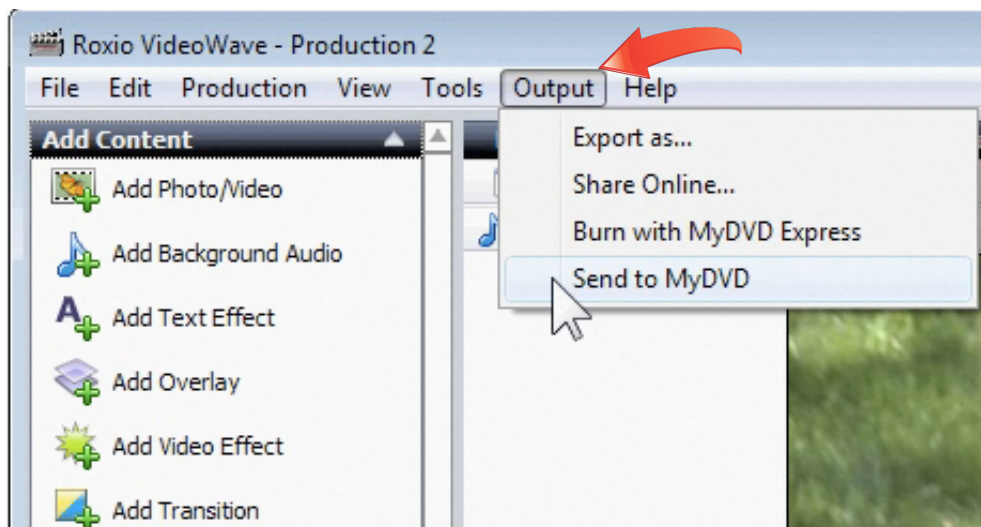 Roxio VideoWave - Production 2
File Edit Production View Tools Output Help
Add Content
Add Photo/Video
Add Background Audio
Add Text Effect
Add Overlay
Add Video Effect
Add Transition
Export as...
Share Online...
Burn with MyDVD Express
Send to MyDVD